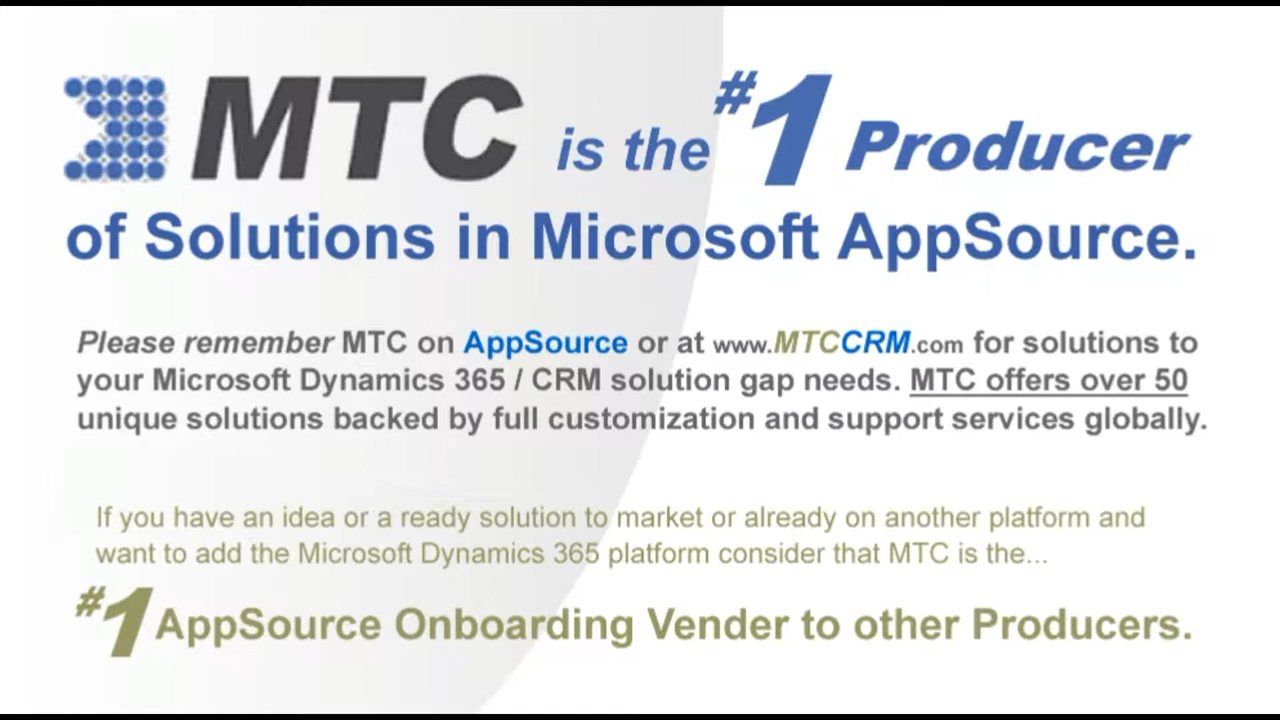 MTC is the #1 Producer
of Solutions in Microsoft AppSource.
Please remember MTC on AppSource or at www.MTCCRM.com for solutions to
your Microsoft Dynamics 365 / CRM solution gap needs. MTC offers over 50
unique solutions backed by full customization and support services globally.
If you have an idea or a ready solution to market or already on another platform and
want to add the Microsoft Dynamics 365 platform consider that MTC is the...
#1 AppSource Onboarding Vender to other Producers.